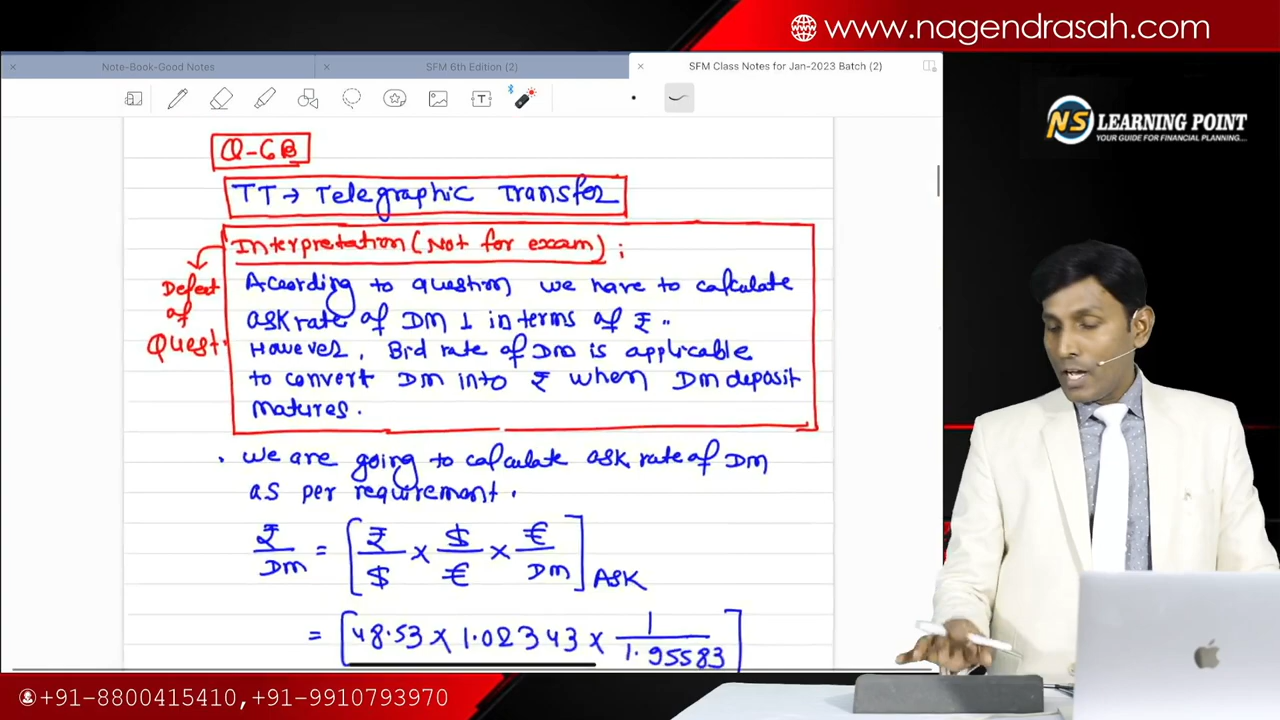 www.nagendrasah.com
Note-Book-Good Notes
SFM 6th Edition (2)
SFM Class Notes for Jan-2023 Batch (2)
T
NS LEARNING POINT
YOUR GUIDE FOR FINANCIAL PLANNING...
Q-6B
TT → Telegraphic Transfer
Interpretation (Not for exam) ;
Defect of Quest.
According to question we have to calculate
ask rate of DM 1 in terms of ₹.
However, Bid rate of DM is applicable
to convert DM into ₹ when DM deposit
matures.
. We are going to calculate ask rate of DM
as per requirement.
₹/DM = [₹/$ × $/€ × €/DM] ASK
= [48.53 × 1.02343 × 1/1.95583]
+91-8800415410,+91-9910793970